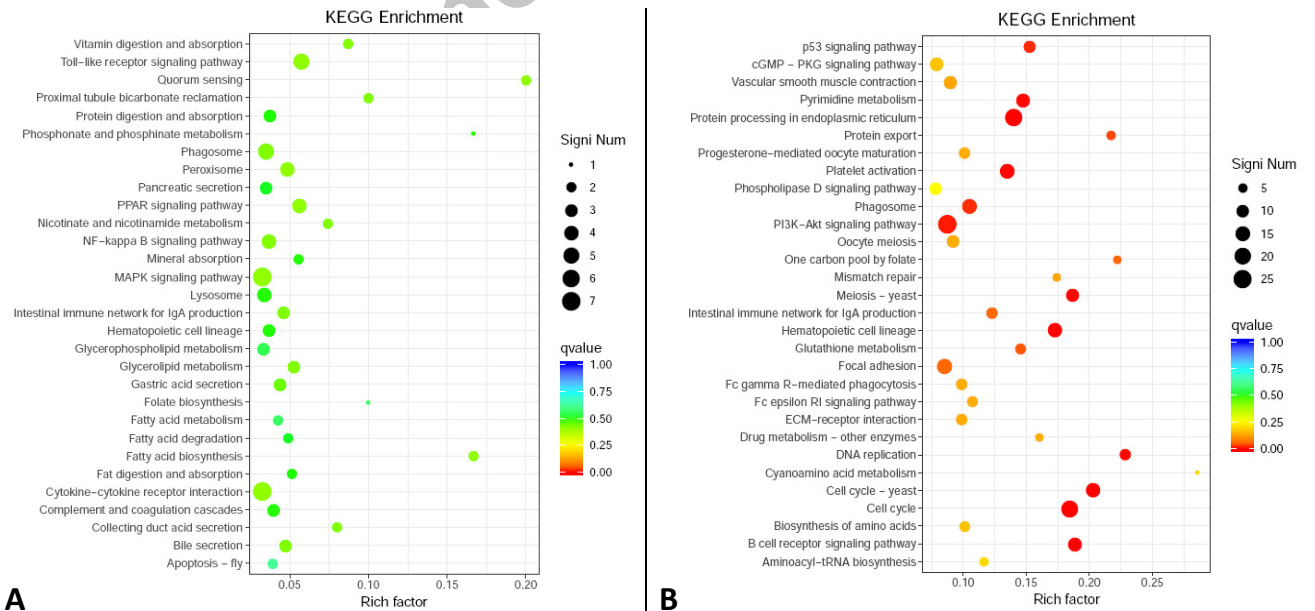 KEGG Enrichment
Vitamin digestion and absorption
Toll-like receptor signaling pathway
Quorum sensing
Proximal tubule bicarbonate reclamation
Protein digestion and absorption
Phosphonate and phosphinate metabolism
Phagosome
Peroxisome
Pancreatic secretion
PPAR signaling pathway
Nicotinate and nicotinamide metabolism
NF-kappa B signaling pathway
Mineral absorption
MAPK signaling pathway
Lysosome
Intestinal immune network for IgA production
Hematopoietic cell lineage
Glycerophospholipid metabolism
Glycerolipid metabolism
Gastric acid secretion
Folate biosynthesis
Fatty acid metabolism
Fatty acid degradation
Fatty acid biosynthesis
Fat digestion and absorption
Cytokine-cytokine receptor interaction
Complement and coagulation cascades
Collecting duct acid secretion
Bile secretion
Apoptosis - fly
0.05 0.10 0.15 0.20
Rich factor
Signi Num
1
2
3
4
5
6
7
qvalue
1.00
0.75
0.50
0.25
0.00
A
KEGG Enrichment
p53 signaling pathway
cGMP - PKG signaling pathway
Vascular smooth muscle contraction
Pyrimidine metabolism
Protein processing in endoplasmic reticulum
Protein export
Progesterone-mediated oocyte maturation
Platelet activation
Phospholipase D signaling pathway
Phagosome
PI3K-Akt signaling pathway
Oocyte meiosis
One carbon pool by folate
Mismatch repair
Meiosis - yeast
Intestinal immune network for IgA production
Hematopoietic cell lineage
Glutathione metabolism
Focal adhesion
Fc gamma R-mediated phagocytosis
Fc epsilon RI signaling pathway
ECM-receptor interaction
Drug metabolism - other enzymes
DNA replication
Cyanoamino acid metabolism
Cell cycle - yeast
Cell cycle
Biosynthesis of amino acids
B cell receptor signaling pathway
Aminoacyl-tRNA biosynthesis
0.10 0.15 0.20 0.25
Rich factor
Signi Num
5
10
15
20
25
qvalue
1.00
0.75
0.50
0.25
0.00
B